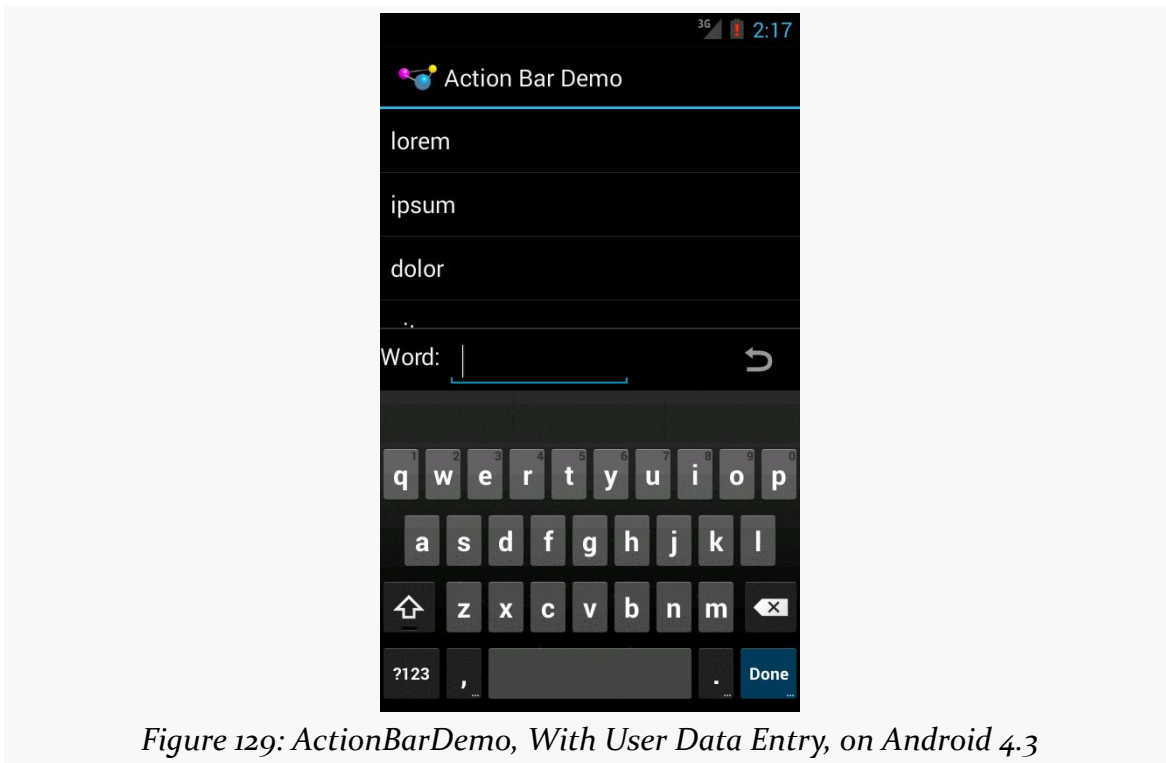 3G 2:17
Action Bar Demo
lorem
ipsum
dolor
Word:
1 2 3 4 5 6 7 8 9 0
q w e r t y u i o p
a s d f g h j k l
z x c v b n m
?123 , . Done
Figure 129: ActionBarDemo, With User Data Entry, on Android 4.3